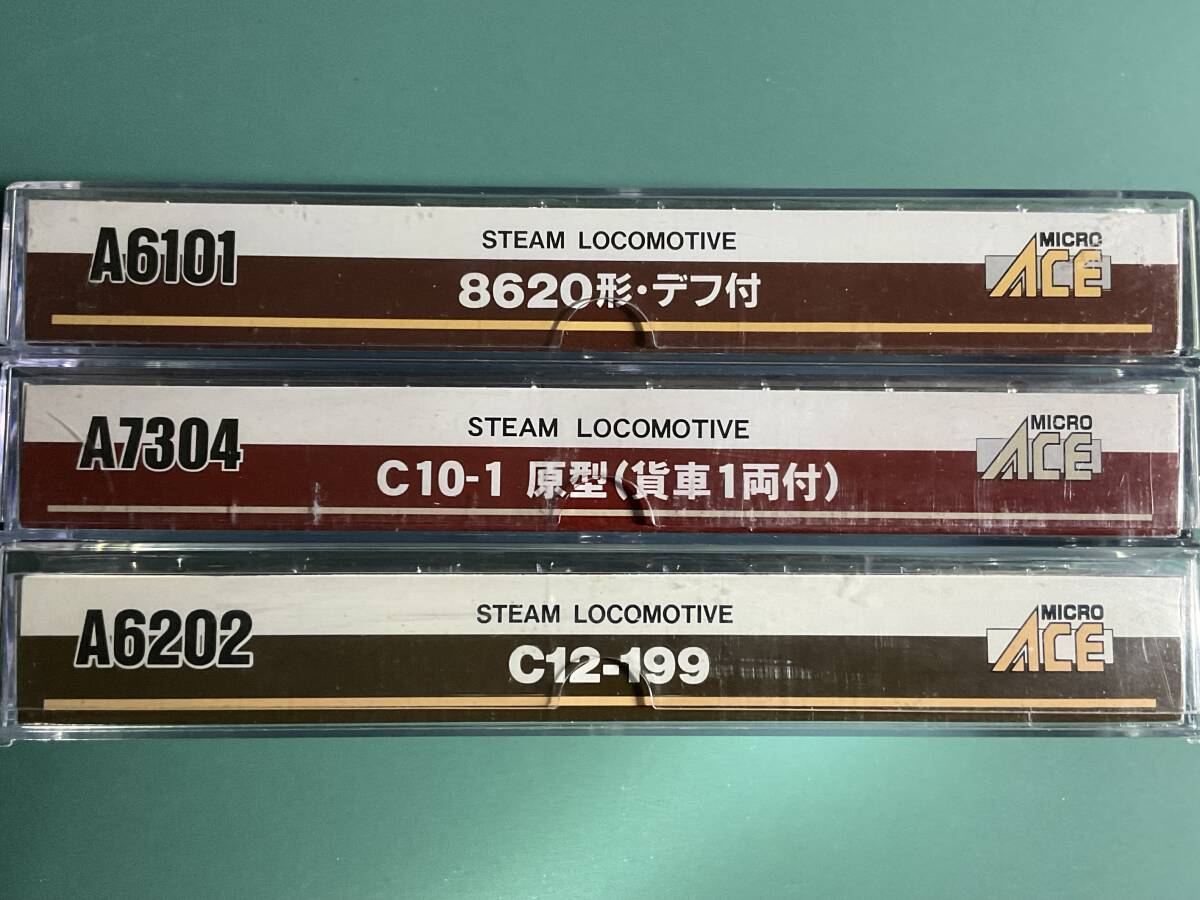 A6101
STEAM LOCOMOTIVE
8620形・デフ付
MICRO
ACE
A7304
STEAM LOCOMOTIVE
C10-1 原型(貨車1両付)
MICRO
ACE
A6202
STEAM LOCOMOTIVE
C12-199
MICRO
ACE